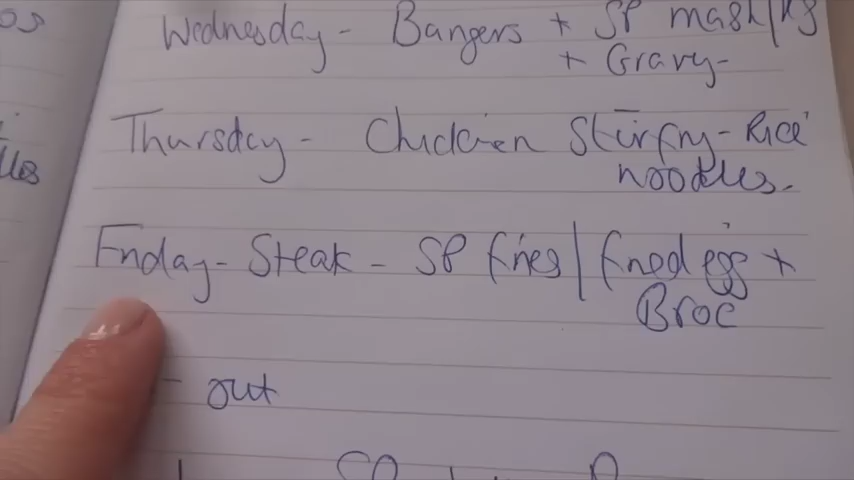 Wednesday - Bangers + SP mash/
+ Gravy-
Thursday - Chicken Stirfry - Rice
noodles.
Friday - Steak - SP fries / fried egg +
Broc
- out